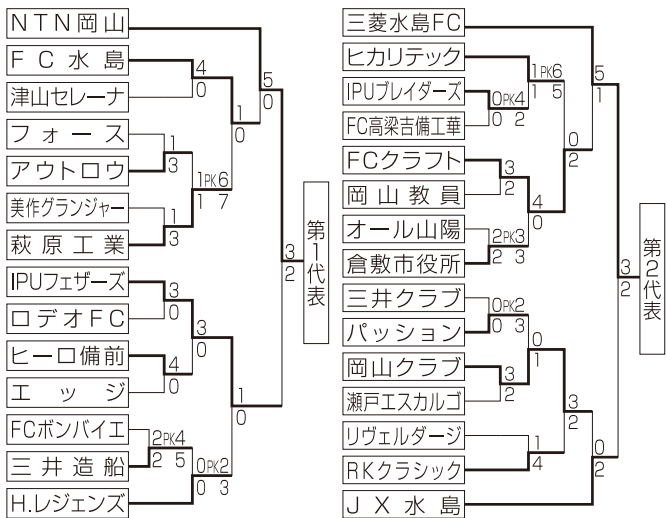 NTN岡山
FC水島
津山セレーナ
フォース
アウトロウ
美作グランジャー
萩原工業
IPUフェザーズ
ロデオFC
ヒーロ備前
エッジ
FCボンバイエ
三井造船
H.レジェンズ
4
0
1
3
1
3
3
0
4
0
2PK4
2 5
1PK6
1 7
3
0
0PK2
0 3
1
0
1
0
5
0
3
2
第1代表
三菱水島FC
ヒカリテック
IPUブレイダーズ
FC高梁吉備工華
FCクラフト
岡山教員
オール山陽
倉敷市役所
三井クラブ
パッション
岡山クラブ
瀬戸エスカルゴ
リヴェルダージ
RKクラシック
JX水島
0PK4
0 2
3
2
2PK3
2 3
0PK2
0 3
3
2
1
4
1PK6
1 5
4
0
0
1
0
2
3
2
5
1
0
2
3
2
第2代表